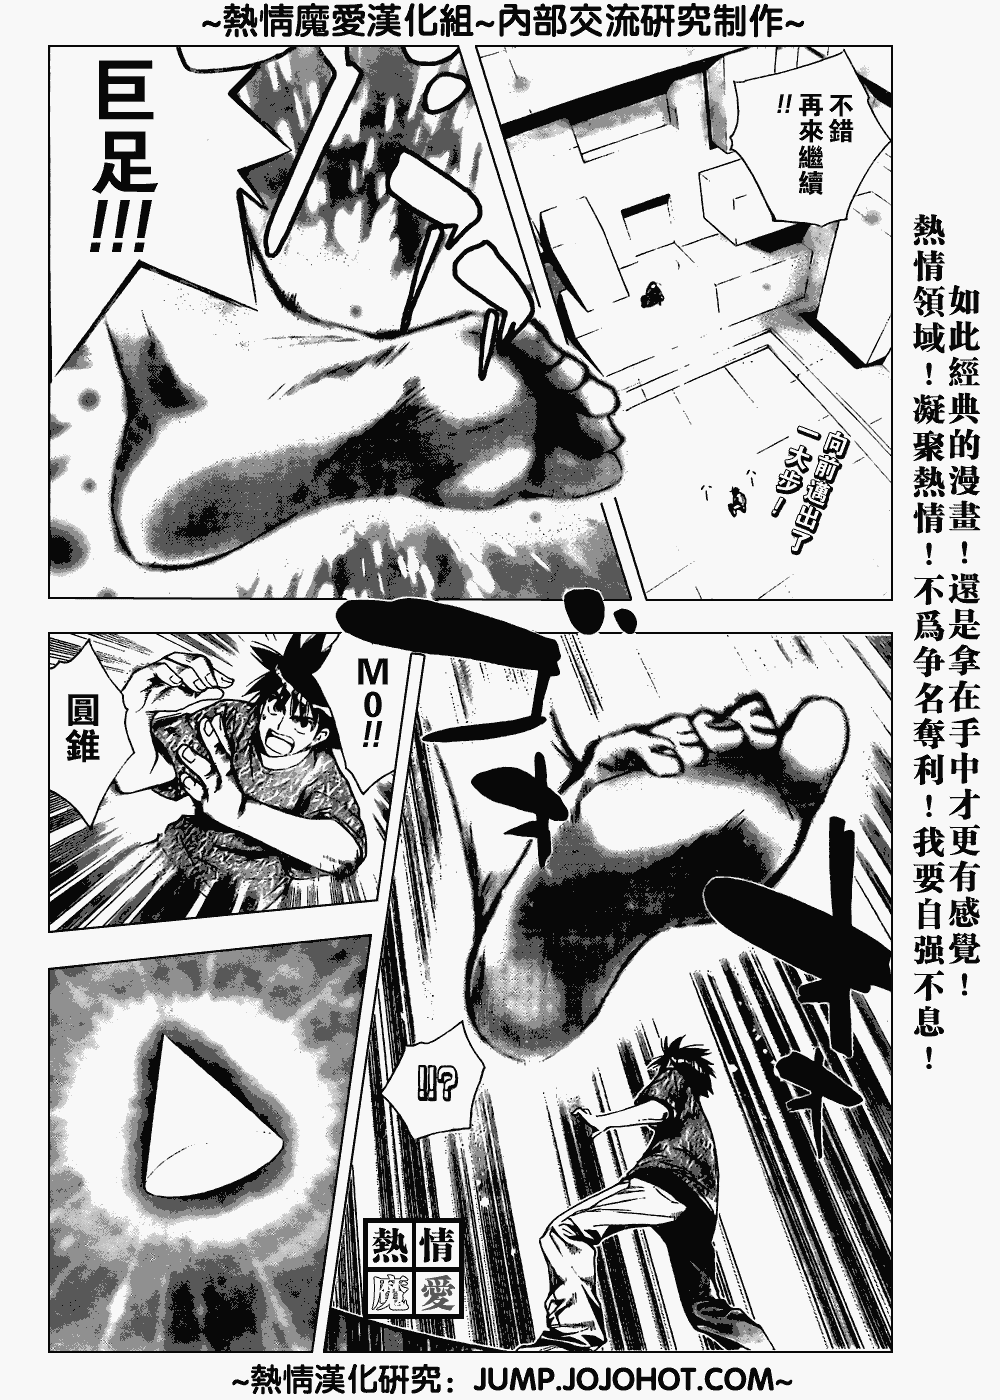 ~熱情魔愛漢化組~內部交流研究制作~
不錯
再來繼續
!!
向前邁出了
一大步！
巨足!!!
如此經典的漫畫！還是拿在手中才更有感覺！
熱情領域！凝聚熱情！不爲争名奪利！我要自强不息！
M0!!
圓錐
!!?
熱情
魔愛
~熱情漢化研究：JUMP.JOJOHOT.COM~